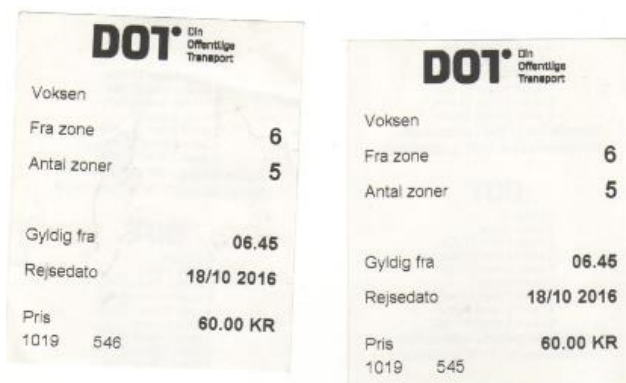 DOT Din
Offentlige
Transport
Voksen
Fra zone 6
Antal zoner 5
Gyldig fra 06.45
Rejsedato 18/10 2016
Pris 60.00 KR
1019 546
DOT Din
Offentlige
Transport
Voksen
Fra zone 6
Antal zoner 5
Gyldig fra 06.45
Rejsedato 18/10 2016
Pris 60.00 KR
1019 545